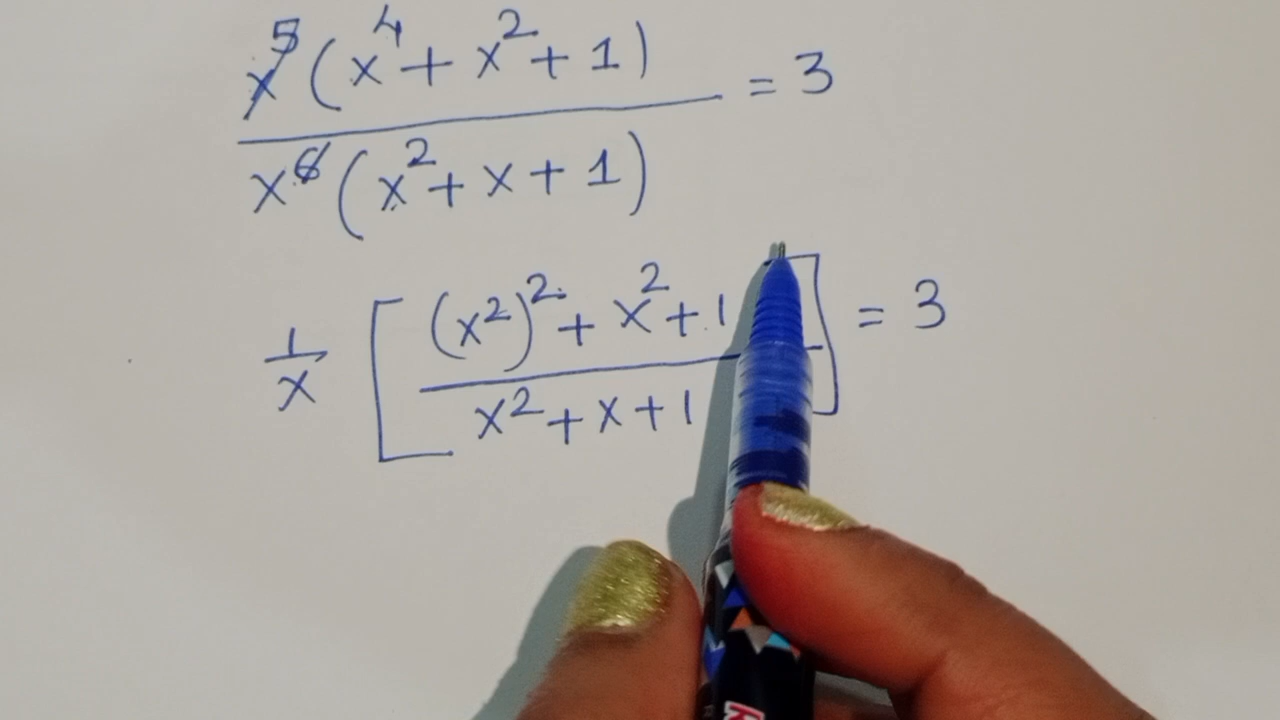 x⁵(x⁴+x²+1) = 3
x⁶(x²+x+1)
1/x [(x²)²+x²+1 / x²+x+1] = 3